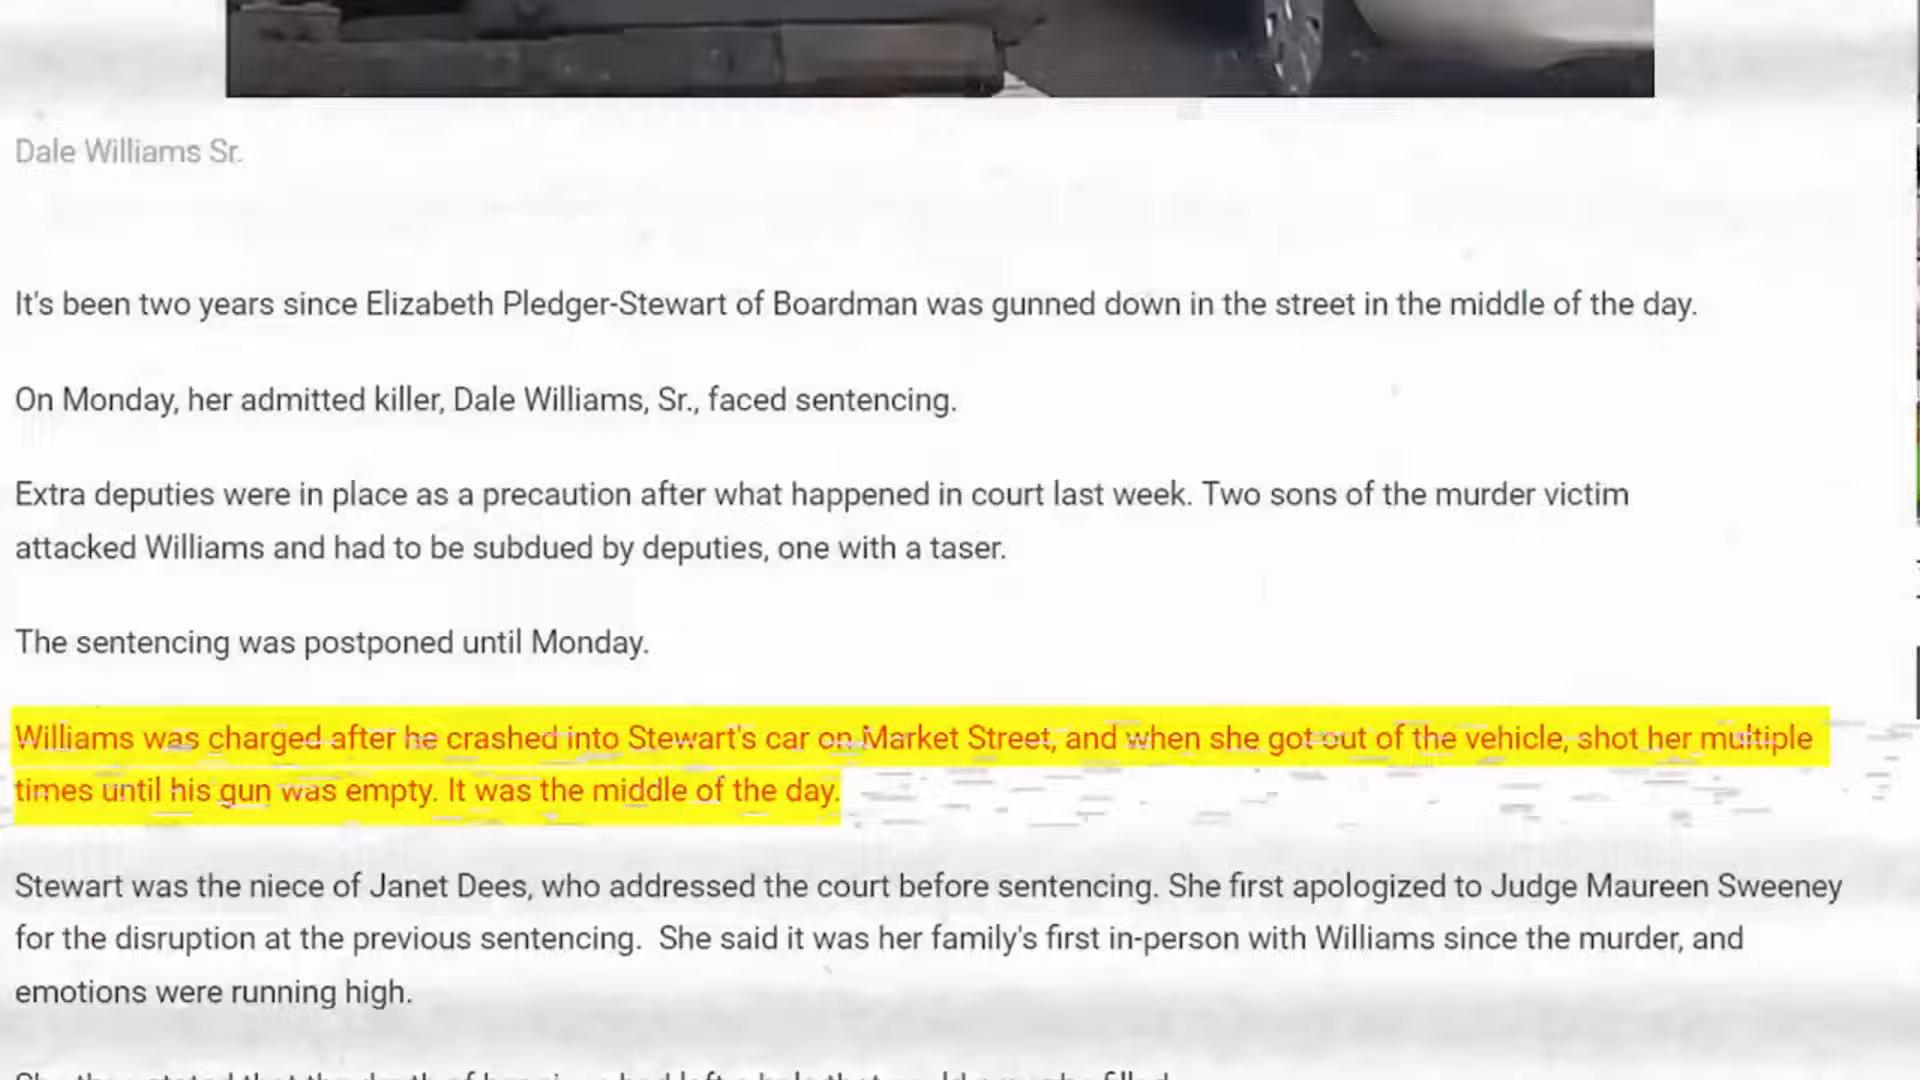 Dale Williams Sr.
It's been two years since Elizabeth Pledger-Stewart of Boardman was gunned down in the street in the middle of the day.
On Monday, her admitted killer, Dale Williams, Sr., faced sentencing.
Extra deputies were in place as a precaution after what happened in court last week. Two sons of the murder victim
attacked Williams and had to be subdued by deputies, one with a taser.
The sentencing was postponed until Monday.
Williams was charged after he crashed into Stewart's car on Market Street, and when she got out of the vehicle, shot her multiple
times until his gun was empty. It was the middle of the day.
Stewart was the niece of Janet Dees, who addressed the court before sentencing. She first apologized to Judge Maureen Sweeney
for the disruption at the previous sentencing. She said it was her family's first in-person with Williams since the murder, and
emotions were running high.